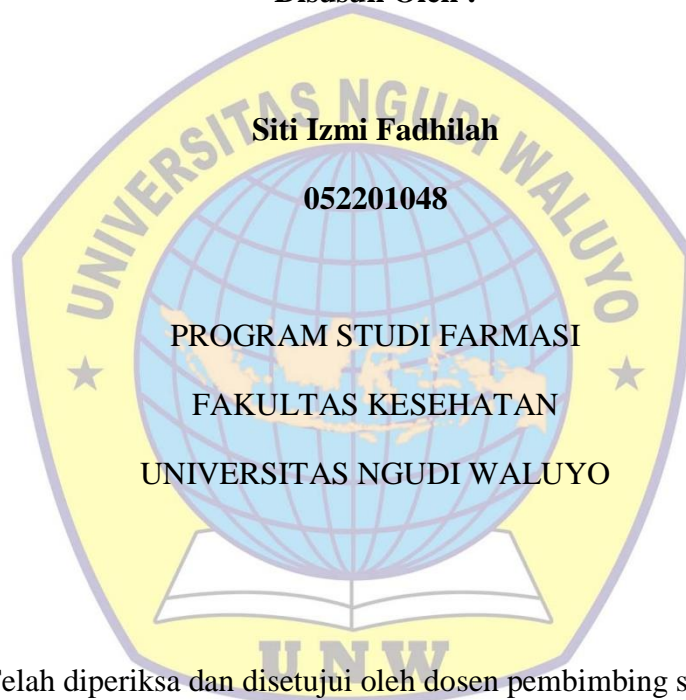 Disusun Oleh :
UNIVERSITAS NGUDI WALUYO
Siti Izmi Fadhilah
052201048
PROGRAM STUDI FARMASI
FAKULTAS KESEHATAN
UNIVERSITAS NGUDI WALUYO
UNW
Telah diperiksa dan disetujui oleh dosen pembimbing